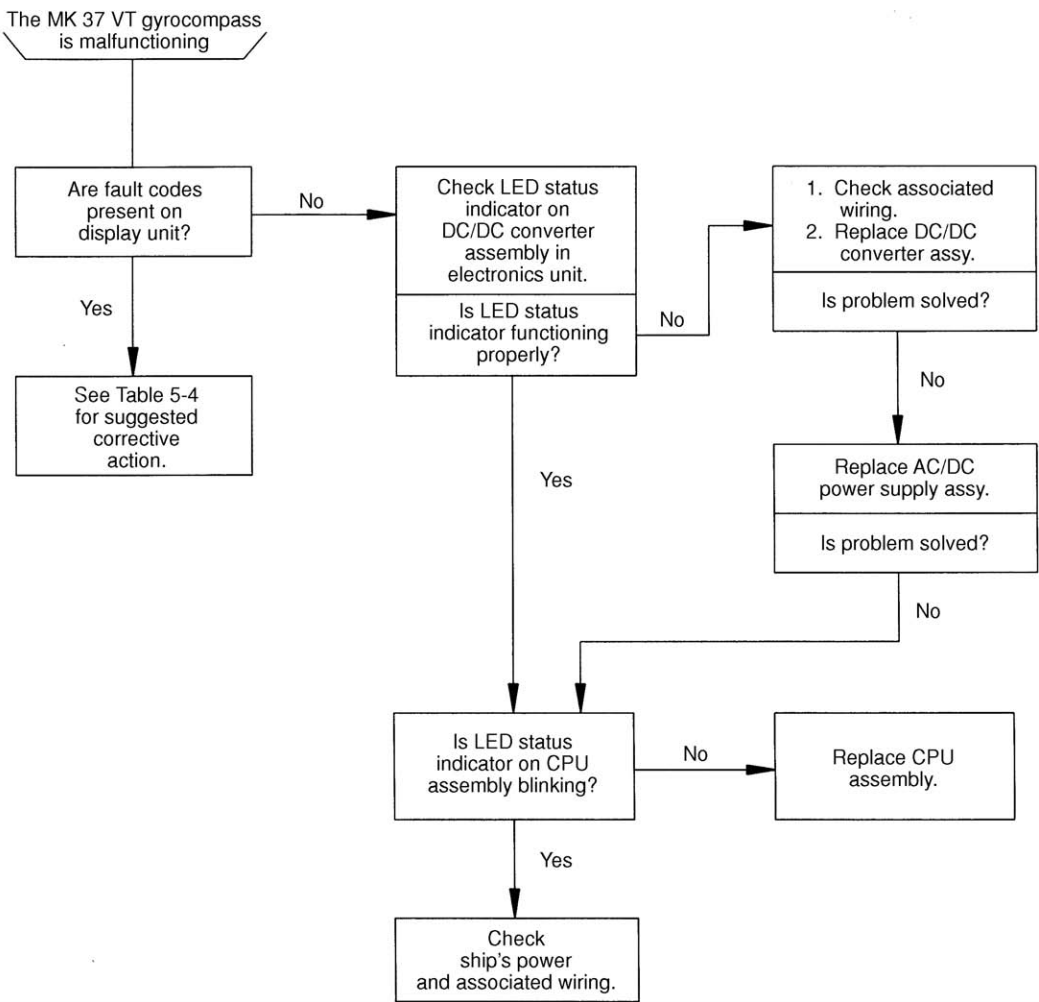 The MK 37 VT gyrocompass
is malfunctioning
Are fault codes
present on
display unit?
No
Yes
See Table 5-4
for suggested
corrective
action.
Check LED status
indicator on
DC/DC converter
assembly in
electronics unit.
Is LED status
indicator functioning
properly?
No
Yes
1. Check associated
wiring.
2. Replace DC/DC
converter assy.
Is problem solved?
No
Replace AC/DC
power supply assy.
Is problem solved?
No
Is LED status
indicator on CPU
assembly blinking?
No
Replace CPU
assembly.
Yes
Check
ship's power
and associated wiring.